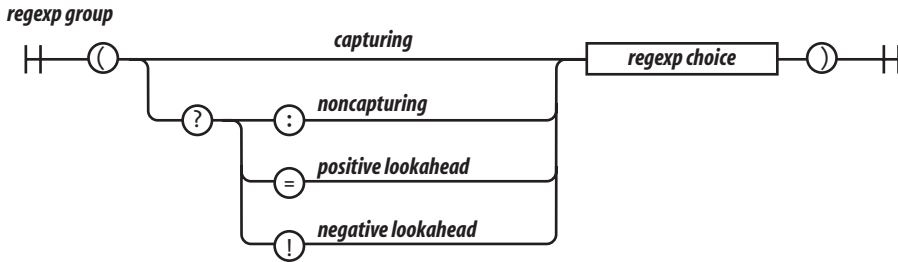 regexp group
capturing
( regexp choice )
? : noncapturing
= positive lookahead
! negative lookahead